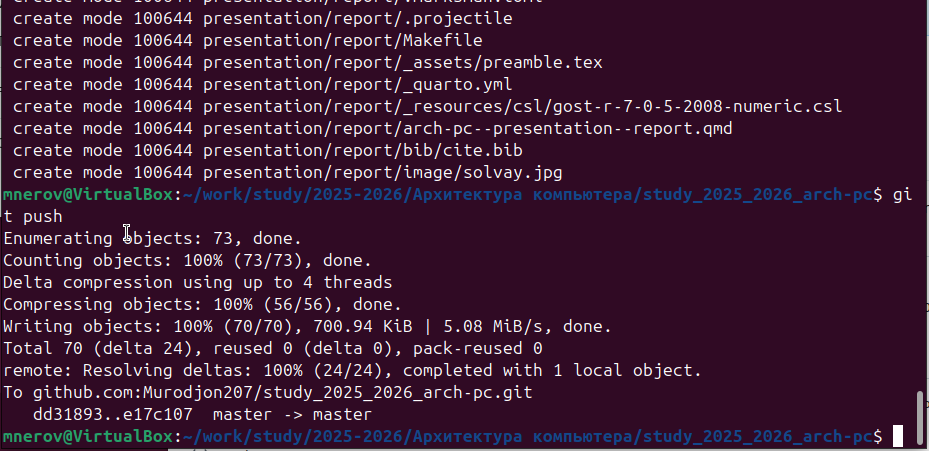 create mode 100644 presentation/report/.marksman.toml
create mode 100644 presentation/report/.projectile
create mode 100644 presentation/report/Makefile
create mode 100644 presentation/report/_assets/preamble.tex
create mode 100644 presentation/report/_quarto.yml
create mode 100644 presentation/report/_resources/csl/gost-r-7-0-5-2008-numeric.csl
create mode 100644 presentation/report/arch-pc--presentation--report.qmd
create mode 100644 presentation/report/bib/cite.bib
create mode 100644 presentation/report/image/solvay.jpg
mnerov@VirtualBox:~/work/study/2025-2026/Архитектура компьютера/study_2025_2026_arch-pc$ gi
t push
Enumerating objects: 73, done.
Counting objects: 100% (73/73), done.
Delta compression using up to 4 threads
Compressing objects: 100% (56/56), done.
Writing objects: 100% (70/70), 700.94 KiB | 5.08 MiB/s, done.
Total 70 (delta 24), reused 0 (delta 0), pack-reused 0
remote: Resolving deltas: 100% (24/24), completed with 1 local object.
To github.com:Murodjon207/study_2025_2026_arch-pc.git
dd31893..e17c107  master -> master
mnerov@VirtualBox:~/work/study/2025-2026/Архитектура компьютера/study_2025_2026_arch-pc$